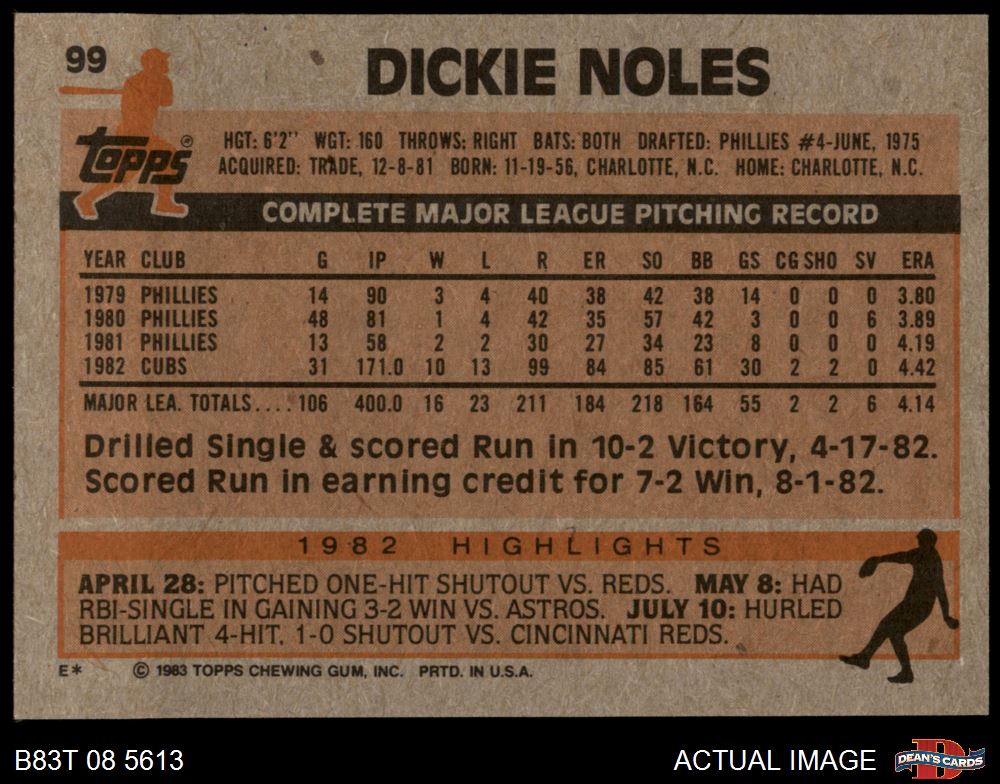 99
DICKIE NOLES
TOPPS®
HGT: 6'2" WGT: 160 THROWS: RIGHT BATS: BOTH DRAFTED: PHILLIES #4-JUNE, 1975
ACQUIRED: TRADE, 12-8-81 BORN: 11-19-56, CHARLOTTE, N.C. HOME: CHARLOTTE, N.C.
COMPLETE MAJOR LEAGUE PITCHING RECORD
YEAR CLUB G IP W L R ER SO BB GS CG SHO SV ERA
1979 PHILLIES 14 90 3 4 40 38 42 38 14 0 0 0 3.80
1980 PHILLIES 48 81 1 4 42 35 57 42 3 0 0 6 3.89
1981 PHILLIES 13 58 2 2 30 27 34 23 8 0 0 0 4.19
1982 CUBS 31 171.0 10 13 99 84 85 61 30 2 2 0 4.42
MAJOR LEA. TOTALS.... 106 400.0 16 23 211 184 218 164 55 2 2 6 4.14
Drilled Single & scored Run in 10-2 Victory, 4-17-82.
Scored Run in earning credit for 7-2 Win, 8-1-82.
1982 HIGHLIGHTS
APRIL 28: PITCHED ONE-HIT SHUTOUT VS. REDS. MAY 8: HAD
RBI-SINGLE IN GAINING 3-2 WIN VS. ASTROS. JULY 10: HURLED
BRILLIANT 4-HIT, 1-0 SHUTOUT VS. CINCINNATI REDS.
E* © 1983 TOPPS CHEWING GUM, INC. PRTD. IN U.S.A.
B83T 08 5613 ACTUAL IMAGE
D
DEAN'S CARDS